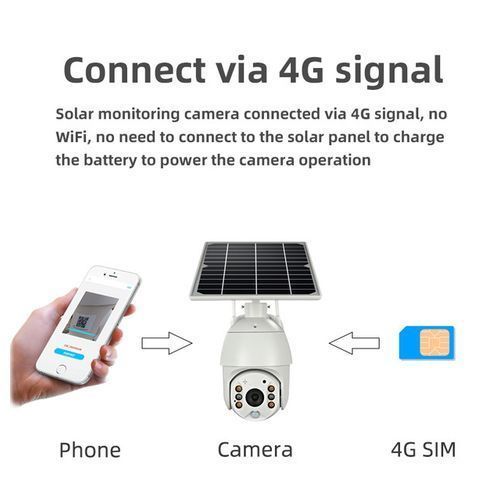 Connect via 4G signal
Solar monitoring camera connected via 4G signal, no
WiFi, no need to connect to the solar panel to charge
the battery to power the camera operation
Phone
Camera
4G SIM